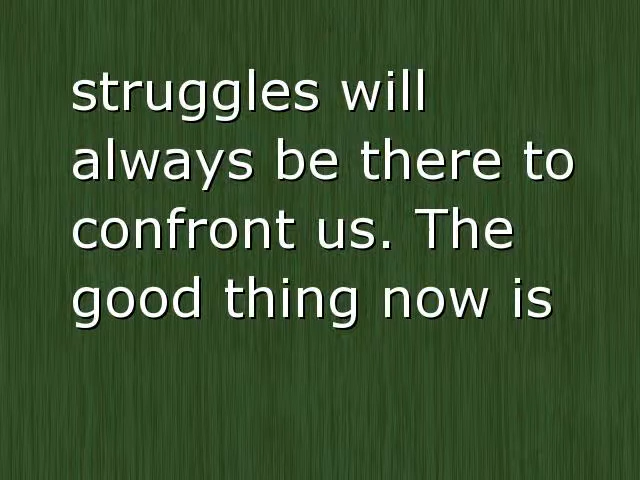 struggles will
always be there to
confront us. The
good thing now is